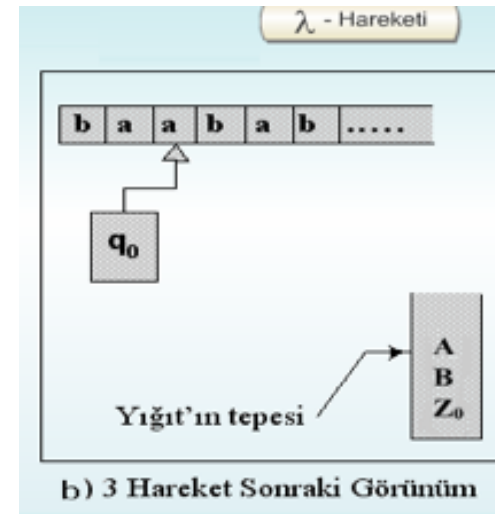 λ - Hareketi
b a a b a b .....
q₀
A
B
Z₀
Yığıt'ın tepesi
b) 3 Hareket Sonraki Görünüm